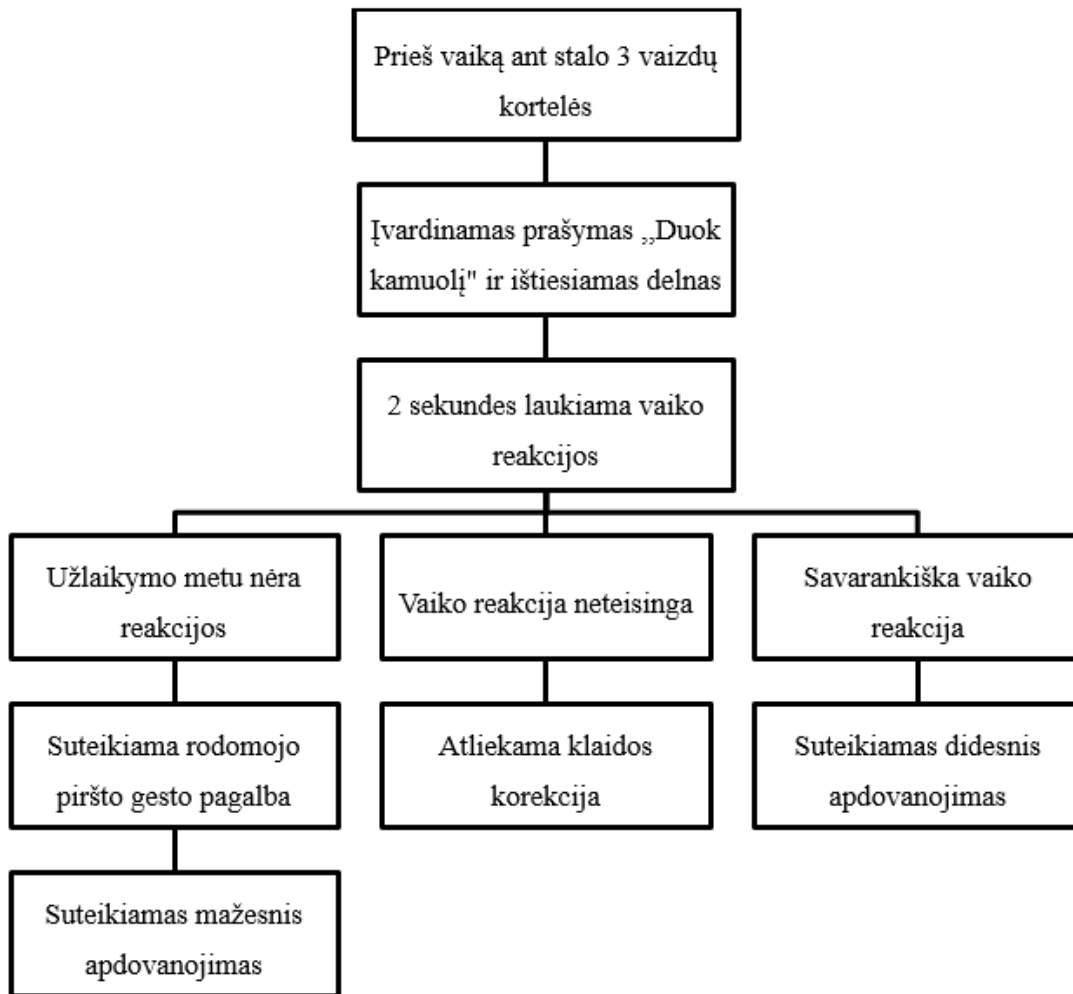 Prieš vaiką ant stalo 3 vaizdų
kortelės
Įvardinamas prašymas ,,Duok
kamuolį" ir ištiesiamas delnas
2 sekundes laukiama vaiko
reakcijos
Užlaikymo metu nėra
reakcijos
Vaiko reakcija neteisinga
Savarankiška vaiko
reakcija
Suteikiama rodomojo
piršto gesto pagalba
Atliekama klaidos
korekcija
Suteikiamas didesnis
apdovanojimas
Suteikiamas mažesnis
apdovanojimas